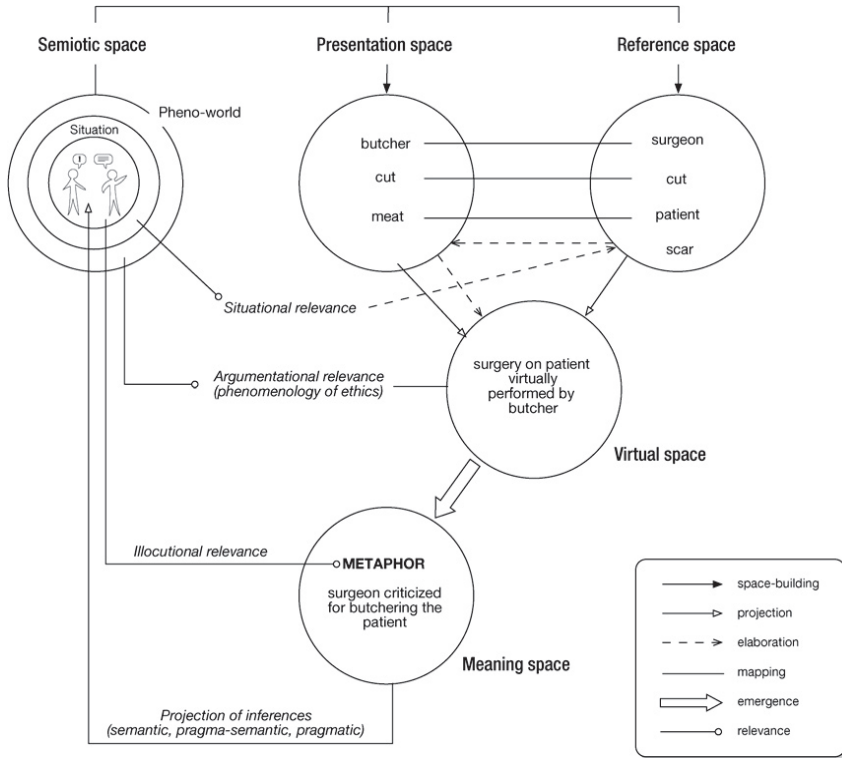 Semiotic space
Presentation space
Reference space
Pheno-world
Situation
!
butcher
cut
meat
surgeon
cut
patient
scar
Situational relevance
Argumentational relevance
(phenomenology of ethics)
surgery on patient
virtually
performed by
butcher
Virtual space
Illocutional relevance
METAPHOR
surgeon criticized
for butchering the
patient
Meaning space
Projection of inferences
(semantic, pragma-semantic, pragmatic)
space-building
projection
elaboration
mapping
emergence
relevance